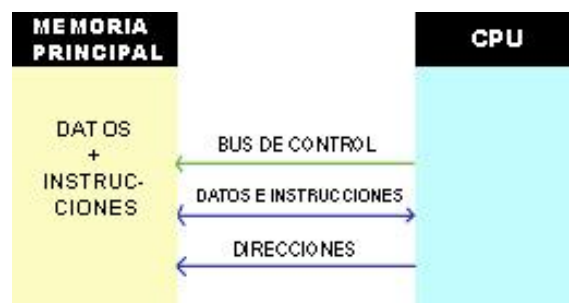 MEMORIA
PRINCIPAL
CPU
DATOS
+
INSTRUC-
CIONES
BUS DE CONTROL
DATOS E INSTRUCCIONES
DIRECCIONES